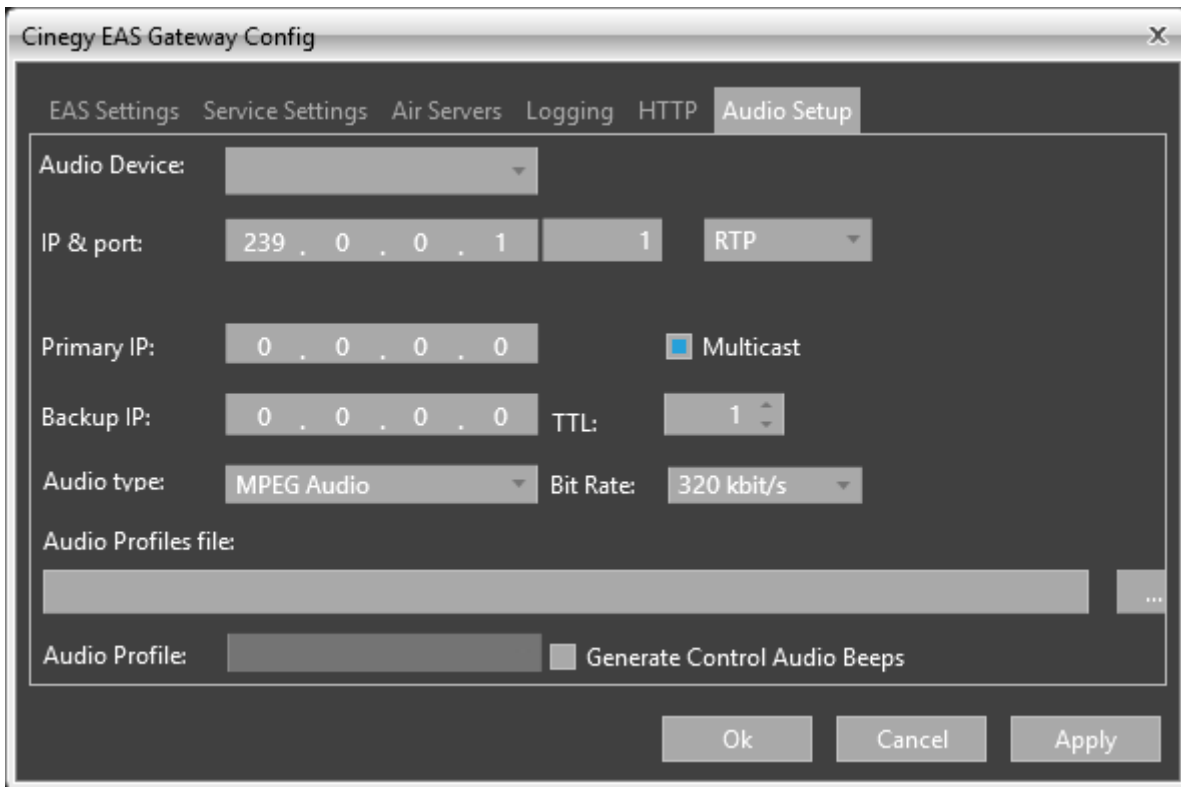 Cinegy EAS Gateway Config x
EAS Settings Service Settings Air Servers Logging HTTP Audio Setup
Audio Device:
IP & port: 239 . 0 . 0 . 1 1 RTP
Primary IP: 0 . 0 . 0 . 0 Multicast
Backup IP: 0 . 0 . 0 . 0 TTL: 1
Audio type: MPEG Audio Bit Rate: 320 kbit/s
Audio Profiles file:
...
Audio Profile: Generate Control Audio Beeps
Ok Cancel Apply